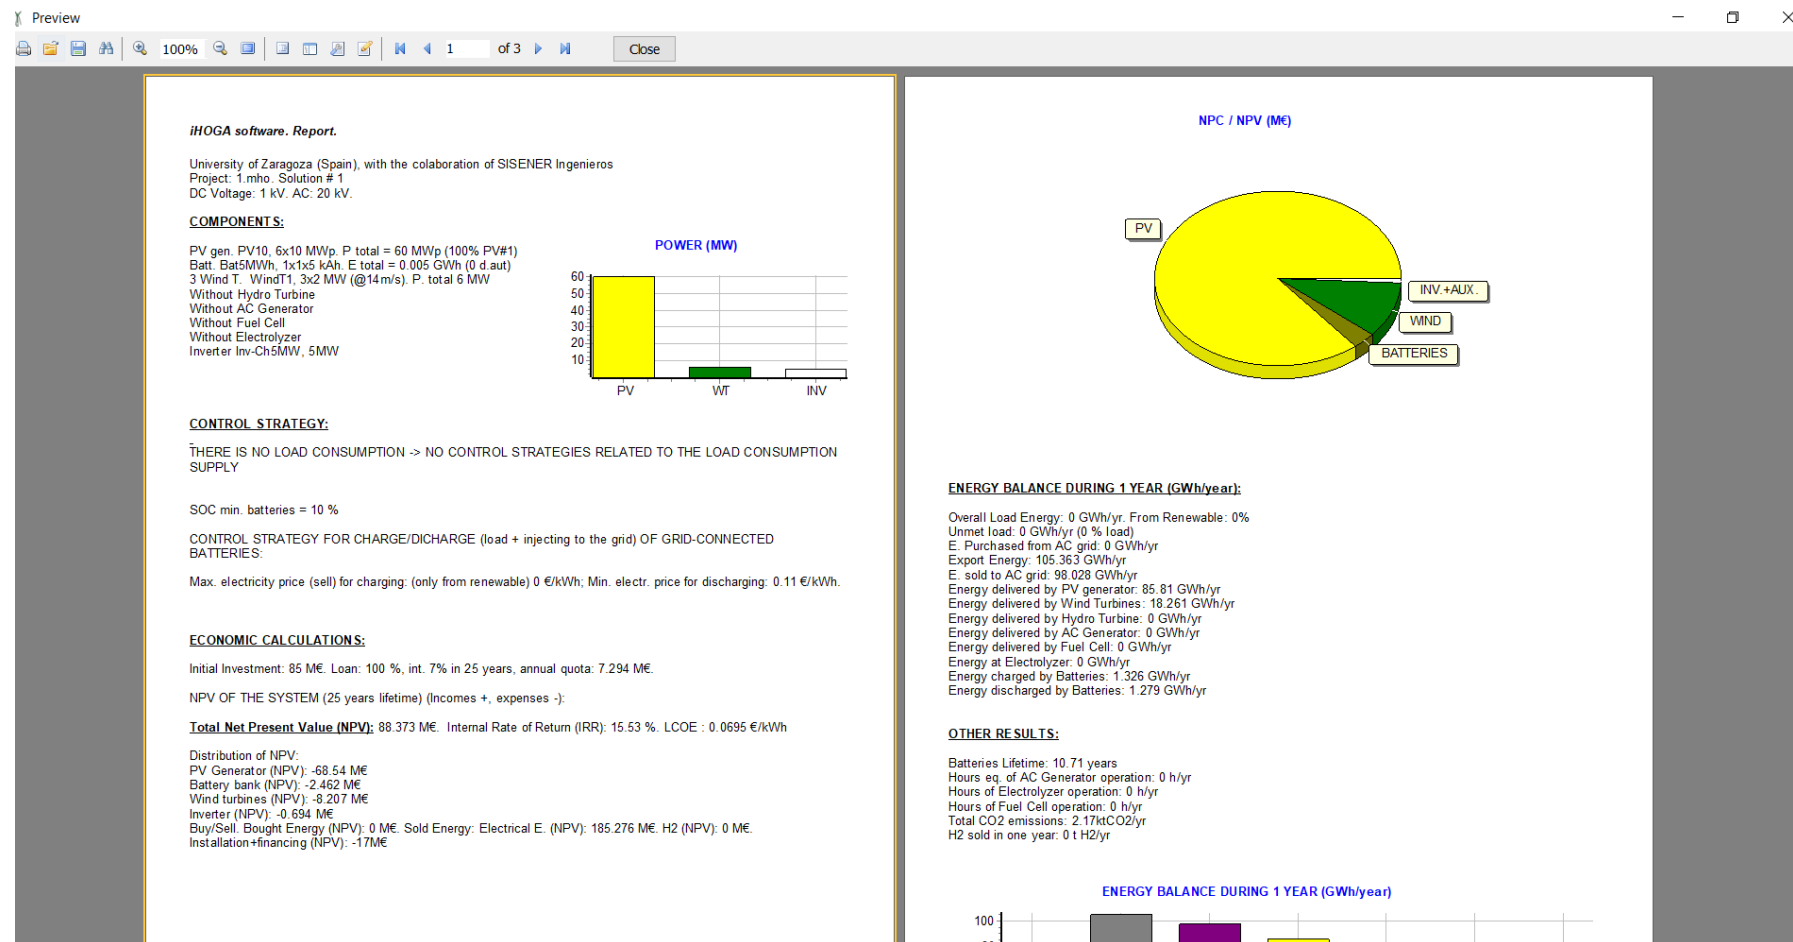 Preview
100%
1 of 3
Close
iHOGA software. Report.
University of Zaragoza (Spain), with the colaboration of SISENER Ingenieros
Project: 1.mho. Solution # 1
DC Voltage: 1 kV. AC: 20 kV.
COMPONENTS:
PV gen. PV10, 6x10 MWp. P total = 60 MWp (100% PV#1)
Batt. Bat5MWh, 1x1x5 kAh. E total = 0.005 GWh (0 d.aut)
3 Wind T.  WindT1, 3x2 MW (@14m/s). P. total 6 MW
Without Hydro Turbine
Without AC Generator
Without Fuel Cell
Without Electrolyzer
Inverter Inv-Ch5MW, 5MW
POWER (MW)
60
50
40
30
20
10
PV WT INV
CONTROL STRATEGY:
THERE IS NO LOAD CONSUMPTION -> NO CONTROL STRATEGIES RELATED TO THE LOAD CONSUMPTION
SUPPLY
SOC min. batteries = 10 %
CONTROL STRATEGY FOR CHARGE/DICHARGE (load + injecting to the grid) OF GRID-CONNECTED
BATTERIES:
Max. electricity price (sell) for charging: (only from renewable) 0 €/kWh; Min. electr. price for discharging: 0.11 €/kWh.
ECONOMIC CALCULATIONS:
Initial Investment: 85 M€. Loan: 100 %, int. 7% in 25 years, annual quota: 7.294 M€.
NPV OF THE SYSTEM (25 years lifetime) (Incomes +, expenses -):
Total Net Present Value (NPV): 88.373 M€.  Internal Rate of Return (IRR): 15.53 %. LCOE : 0.0695 €/kWh
Distribution of NPV:
PV Generator (NPV): -68.54 M€
Battery bank (NPV): -2.462 M€
Wind turbines (NPV): -8.207 M€
Inverter (NPV): -0.694 M€
Buy/Sell. Bought Energy (NPV): 0 M€. Sold Energy: Electrical E. (NPV): 185.276 M€. H2 (NPV): 0 M€.
Installation+financing (NPV): -17M€
NPC / NPV (M€)
PV
INV.+AUX.
WIND
BATTERIES
ENERGY BALANCE DURING 1 YEAR (GWh/year):
Overall Load Energy: 0 GWh/yr. From Renewable: 0%
Unmet load: 0 GWh/yr (0 % load)
E. Purchased from AC grid: 0 GWh/yr
Export Energy: 105.363 GWh/yr
E. sold to AC grid: 98.028 GWh/yr
Energy delivered by PV generator: 85.81 GWh/yr
Energy delivered by Wind Turbines: 18.261 GWh/yr
Energy delivered by Hydro Turbine: 0 GWh/yr
Energy delivered by AC Generator: 0 GWh/yr
Energy delivered by Fuel Cell: 0 GWh/yr
Energy at Electrolyzer: 0 GWh/yr
Energy charged by Batteries: 1.326 GWh/yr
Energy discharged by Batteries: 1.279 GWh/yr
OTHER RESULTS:
Batteries Lifetime: 10.71 years
Hours eq. of AC Generator operation: 0 h/yr
Hours of Electrolyzer operation: 0 h/yr
Hours of Fuel Cell operation: 0 h/yr
Total CO2 emissions: 2.17ktCO2/yr
H2 sold in one year: 0 t H2/yr
ENERGY BALANCE DURING 1 YEAR (GWh/year)
100